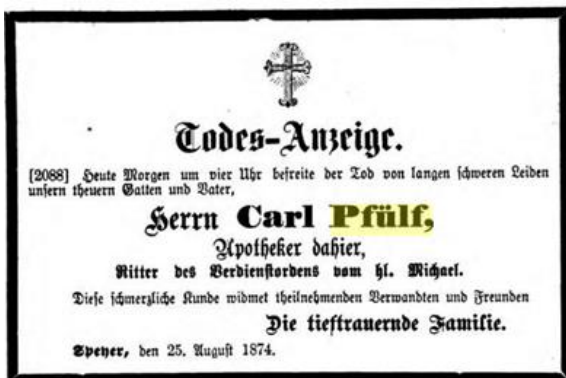 Todes-Anzeige.
[2088] Heute Morgen um vier Uhr befreite der Tod von langen schweren Leiden
unsern theuern Gatten und Vater,
Herrn Carl Pfülf,
Apotheker dahier,
Ritter des Verdienstordens vom hl. Michael.
Diese schmerzliche Kunde widmet theilnehmenden Verwandten und Freunden
Die tieftrauernde Familie.
Speyer, den 25. August 1874.